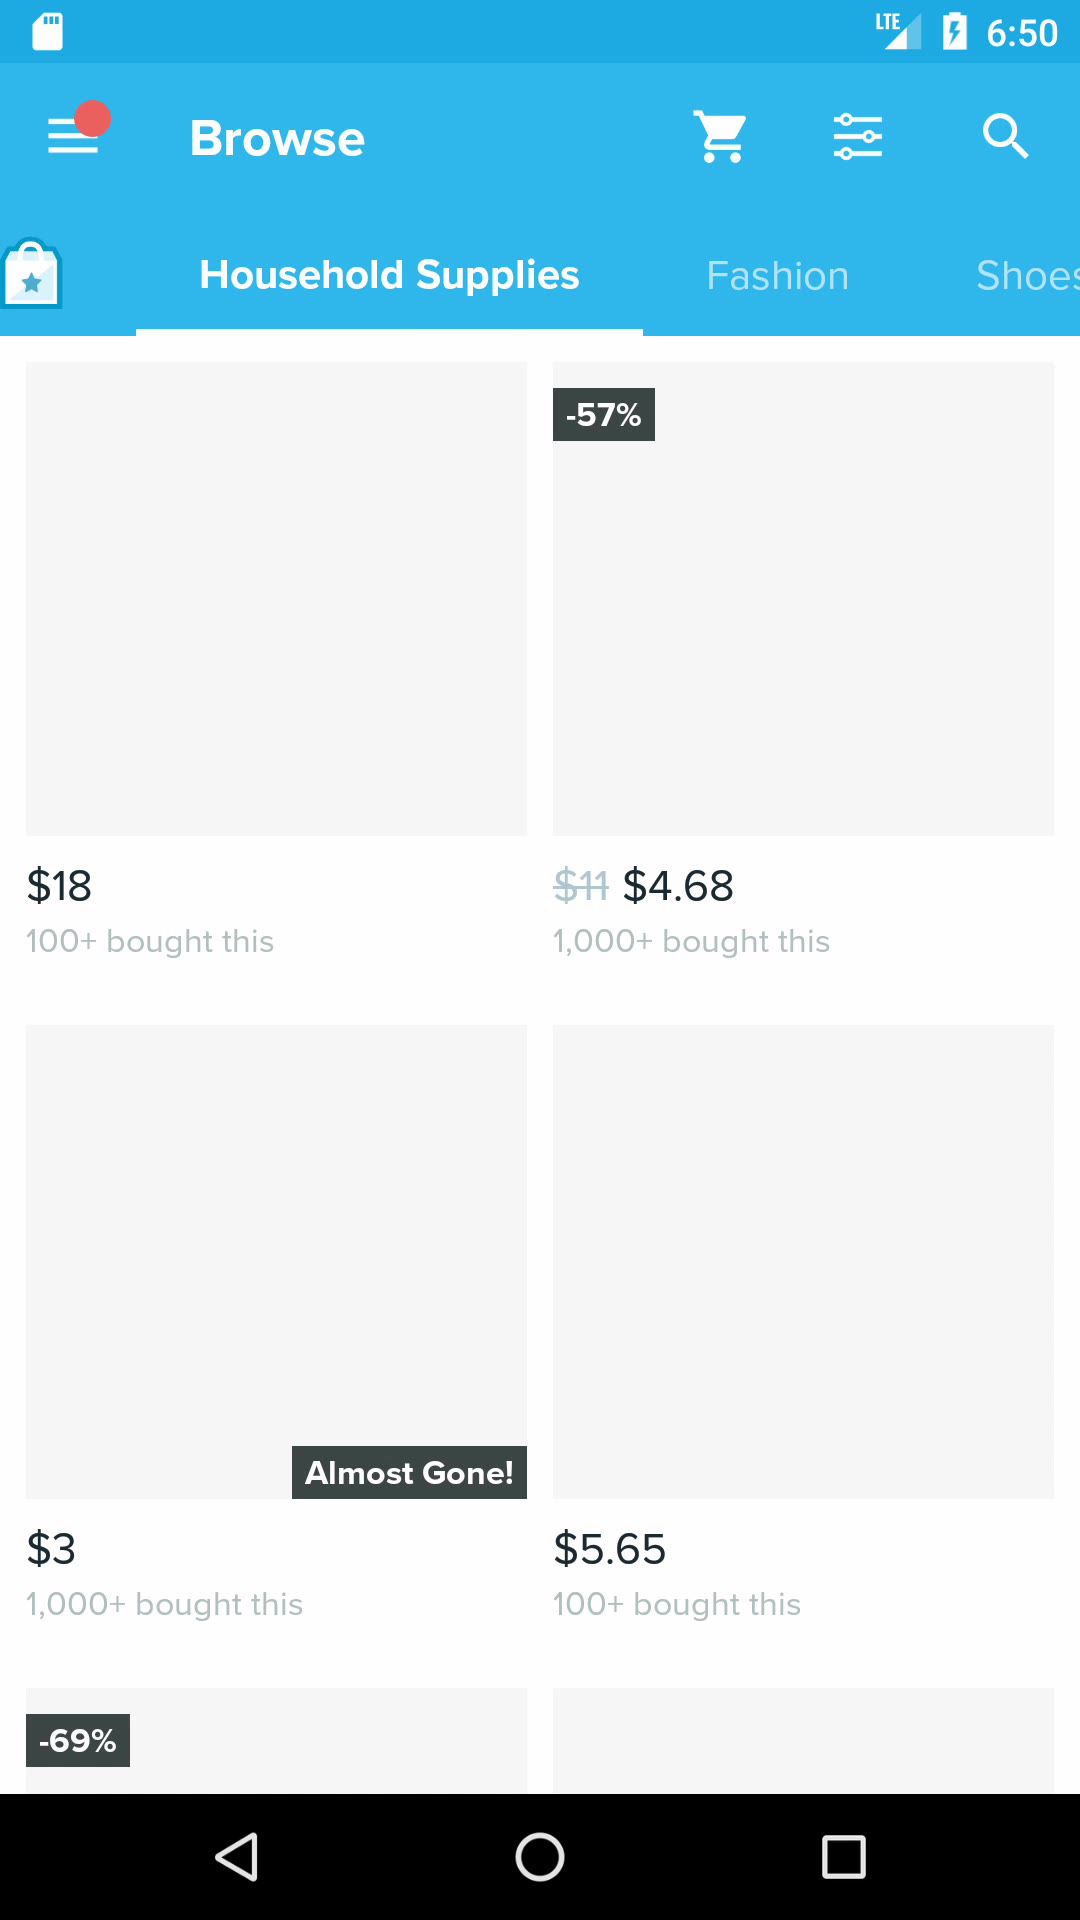 LTE 6:50
Browse
Household Supplies Fashion Shoes
-57%
$18 $11 $4.68
100+ bought this 1,000+ bought this
Almost Gone!
$3 $5.65
1,000+ bought this 100+ bought this
-69%